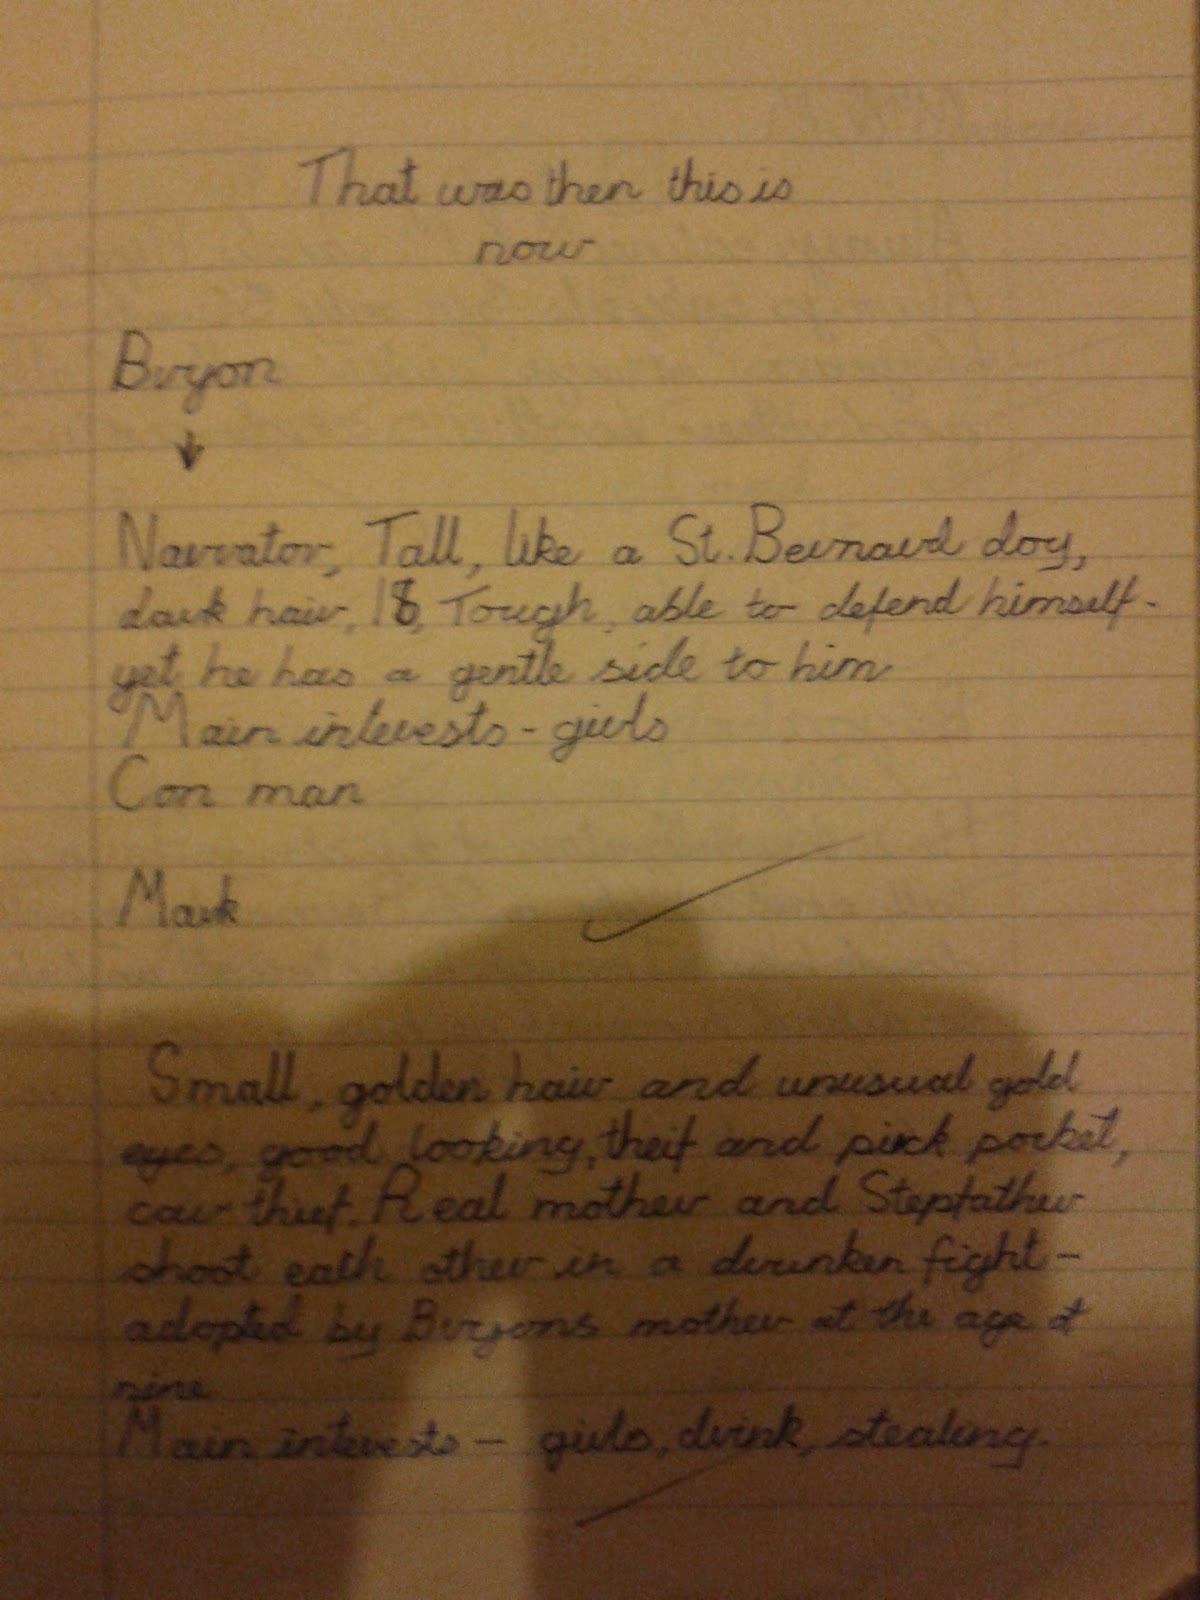 That was then this is
now
Bryon
↓
Narrator, Tall, like a St. Bernard dog,
dark hair, 18, Tough, able to defend himself -
yet he has a gentle side to him
Main interests - girls
Con man
Mark
Small, golden hair and unusual gold
eyes, good looking, theif and pick pocket,
car thief. Real mother and Stepfather
shoot each other in a drunken fight -
adopted by Bryons mother at the age of
nine
Main interests - girls, drink, stealing.